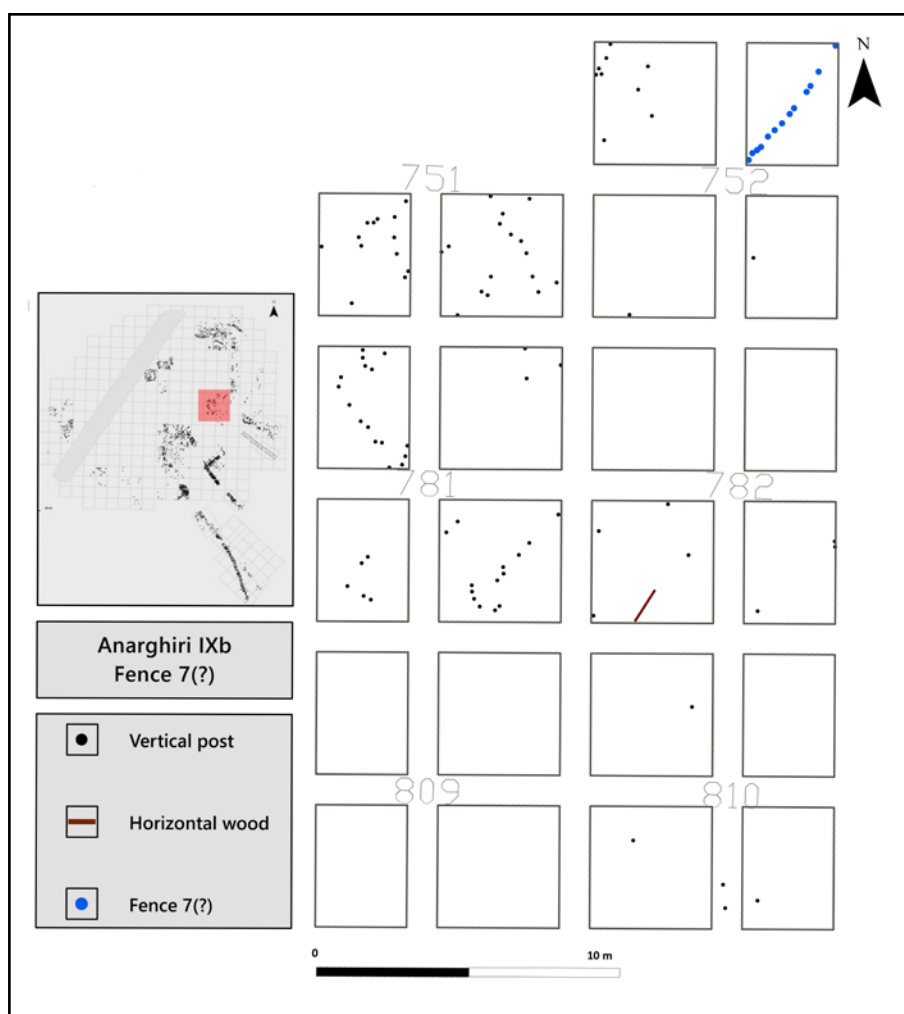 N
751
752
781
782
Anarghiri IXb
Fence 7(?)
Vertical post
Horizontal wood
Fence 7(?)
809
810
0
10 m